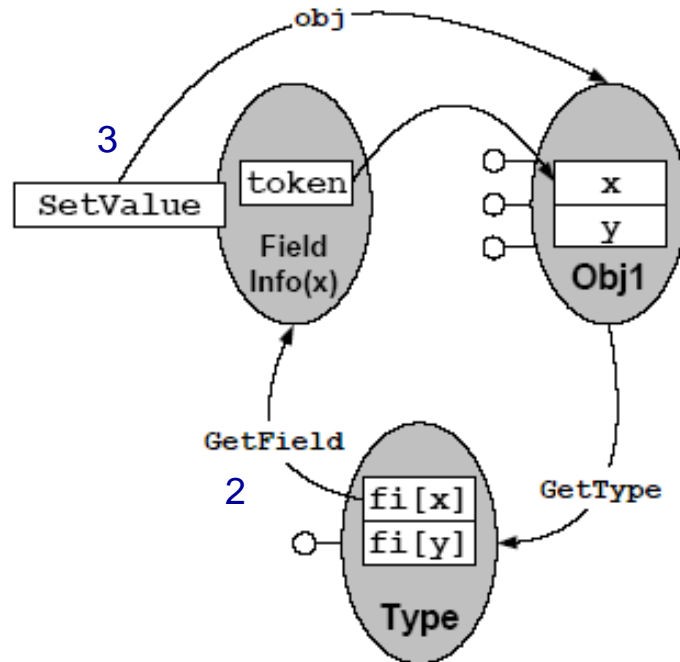 obj
3
token
SetValue
Field
Info(x)
x
y
Obj1
GetField
2
GetType
fi[x]
fi[y]
Type